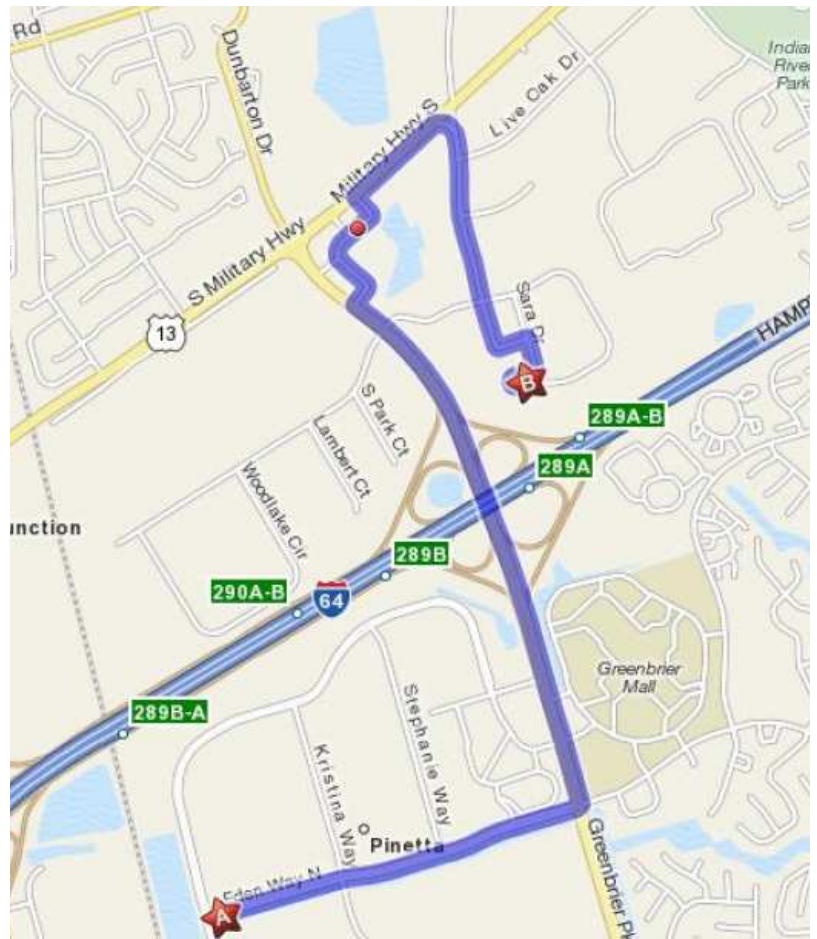 Rd
Dunbarton Dr
Indian
River
Park
Live Oak Dr
Military Hwy S
S Military Hwy
13
Sara Dr
B
HAMP
289A-B
S Park Ct
Lambert Ct
289A
Woodlake Cir
unction
289B
290A-B
64
Greenbrier
Mall
289B-A
Stephanie Way
Kristina Way
Pinetta
Greenbrier Pk
Eden Way N
A